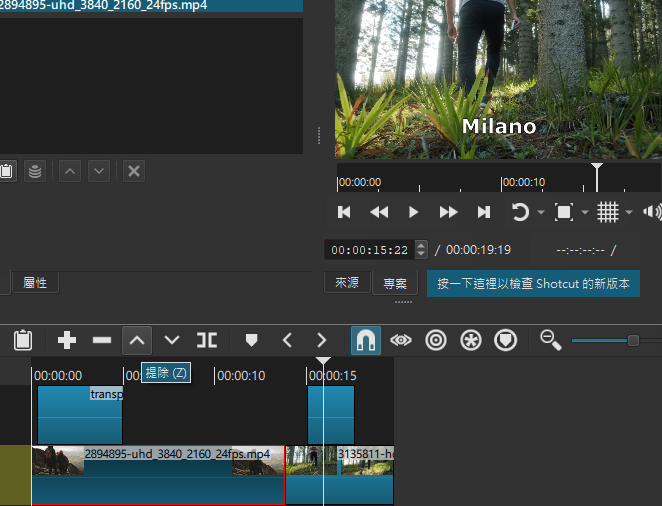 2894895-uhd_3840_2160_24fps.mp4
Milano
00:00:00
00:00:10
00:00:15:22 / 00:00:19:19 --:--:--:-- /
屬性
來源
專案
按一下這裡以檢查 Shotcut 的新版本
00:00:00
00:00:10
00:00:15
提除 (Z)
transp
2894895-uhd_3840_2160_24fps.mp4
3135811-h